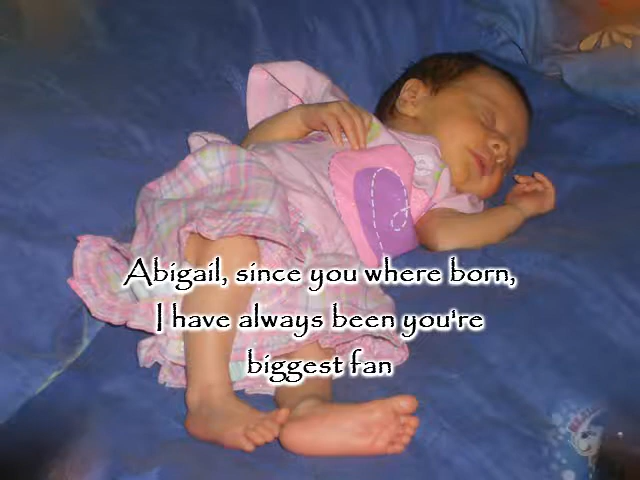 Abigail, since you where born,
I have always been you're
biggest fan